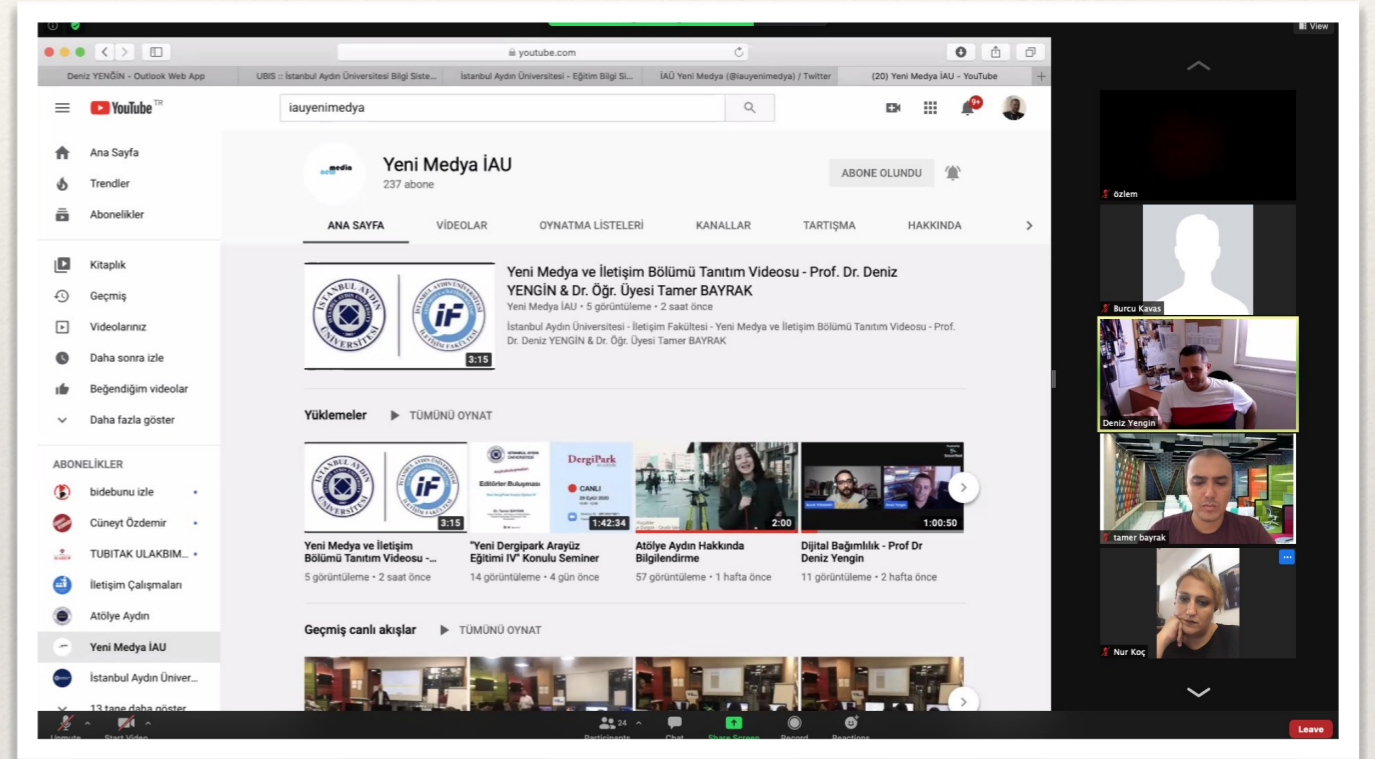 View
youtube.com
Deniz YENGİN - Outlook Web App
UBIS :: İstanbul Aydın Üniversitesi Bilgi Siste...
İstanbul Aydın Üniversitesi - Eğitim Bilgi Si...
İAÜ Yeni Medya (@iauyenimedya) / Twitter
(20) Yeni Medya İAU - YouTube
YouTube TR
iauyenimedya
9+
Ana Sayfa
Trendler
Abonelikler
Kitaplık
Geçmiş
Videolarınız
Daha sonra izle
Beğendiğim videolar
Daha fazla göster
ABONELİKLER
bidebunu izle
Cüneyt Özdemir
TUBITAK ULAKBIM...
İletişim Çalışmaları
Atölye Aydın
Yeni Medya İAU
İstanbul Aydın Üniver...
13 tane daha göster
Yeni Medya İAU
237 abone
ABONE OLUNDU
ANA SAYFA
VİDEOLAR
OYNATMA LİSTELERİ
KANALLAR
TARTIŞMA
HAKKINDA
İSTANBUL AYDIN ÜNİVERSİTESİ
iF
3:15
Yeni Medya ve İletişim Bölümü Tanıtım Videosu - Prof. Dr. Deniz
YENGİN & Dr. Öğr. Üyesi Tamer BAYRAK
Yeni Medya İAU • 5 görüntüleme • 2 saat önce
İstanbul Aydın Üniversitesi - İletişim Fakültesi - Yeni Medya ve İletişim Bölümü Tanıtım Videosu - Prof.
Dr. Deniz YENGİN & Dr. Öğr. Üyesi Tamer BAYRAK
Yüklemeler
TÜMÜNÜ OYNAT
iF
3:15
Yeni Medya ve İletişim
Bölümü Tanıtım Videosu -...
5 görüntüleme • 2 saat önce
Editörler Buluşması
DergiPark
CANLI
1:42:34
"Yeni Dergipark Arayüz
Eğitimi IV" Konulu Seminer
14 görüntüleme • 4 gün önce
2:00
Atölye Aydın Hakkında
Bilgilendirme
57 görüntüleme • 1 hafta önce
1:00:50
Dijital Bağımlılık - Prof Dr
Deniz Yengin
11 görüntüleme • 2 hafta önce
Geçmiş canlı akışlar
TÜMÜNÜ OYNAT
özlem
Burcu Kavas
Deniz Yengin
tamer bayrak
Nur Koç
Unmute
Start Video
24
Participants
Chat
Share Screen
Record
Reactions
Leave